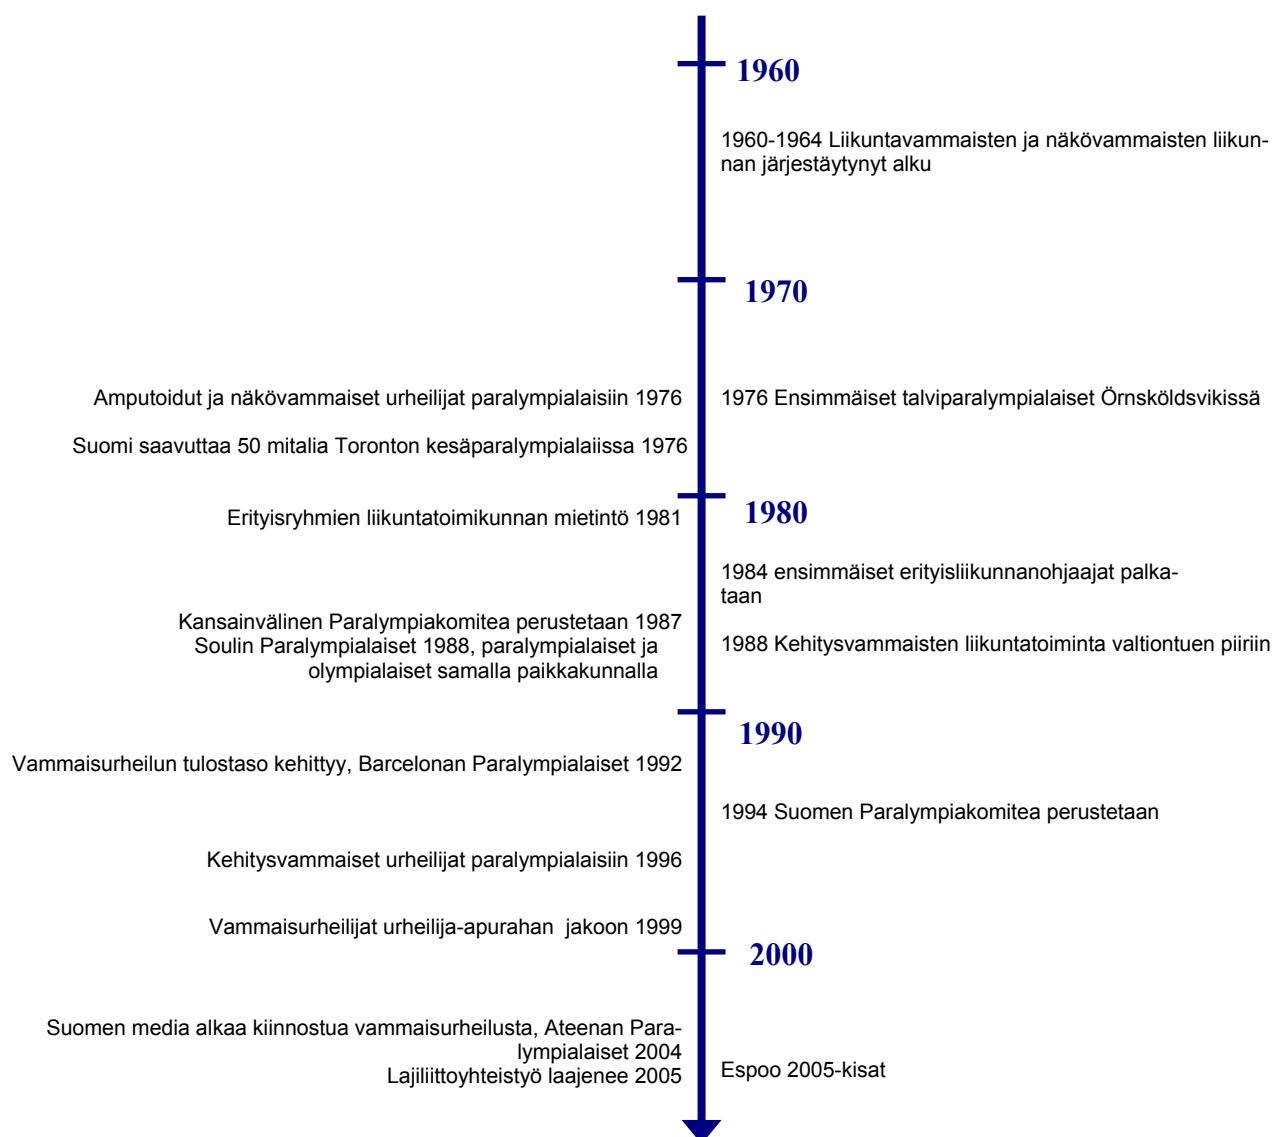 1960
1960-1964 Liikuntavammaisten ja näkövammaisten liikun-
nan järjestäytynyt alku
1970
Amputoidut ja näkövammaiset urheilijat paralympialaisiin 1976
1976 Ensimmäiset talviparalympialaiset Örnsköldsvikissä
Suomi saavuttaa 50 mitalia Toronton kesäparalympialaiissa 1976
1980
Erityisryhmien liikuntatoimikunnan mietintö 1981
1984 ensimmäiset erityisliikunnanohjaajat palka-
taan
Kansainvälinen Paralympiakomitea perustetaan 1987
Soulin Paralympialaiset 1988, paralympialaiset ja
olympialaiset samalla paikkakunnalla
1988 Kehitysvammaisten liikuntatoiminta valtiontuen piiriin
1990
Vammaisurheilun tulostaso kehittyy, Barcelonan Paralympialaiset 1992
1994 Suomen Paralympiakomitea perustetaan
Kehitysvammaiset urheilijat paralympialaisiin 1996
Vammaisurheilijat urheilija-apurahan  jakoon 1999
2000
Suomen media alkaa kiinnostua vammaisurheilusta, Ateenan Para-
lympialaiset 2004
Lajiliittoyhteistyö laajenee 2005
Espoo 2005-kisat